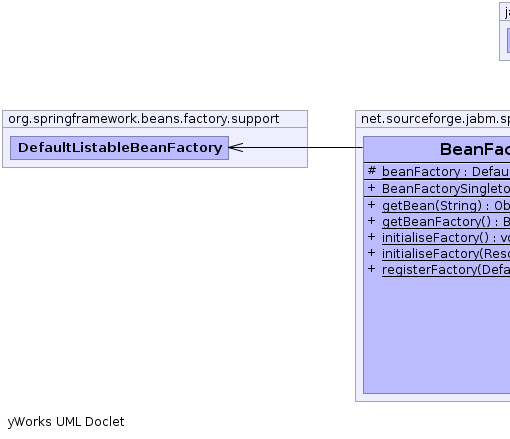 ja
org.springframework.beans.factory.support
DefaultListableBeanFactory
net.sourceforge.jabm.sp
BeanFac
# beanFactory : Defau
+ BeanFactorySingleto
+ getBean(String) : Ob
+ getBeanFactory() : B
+ initialiseFactory() : vo
+ initialiseFactory(Reso
+ registerFactory(Defa
yWorks UML Doclet